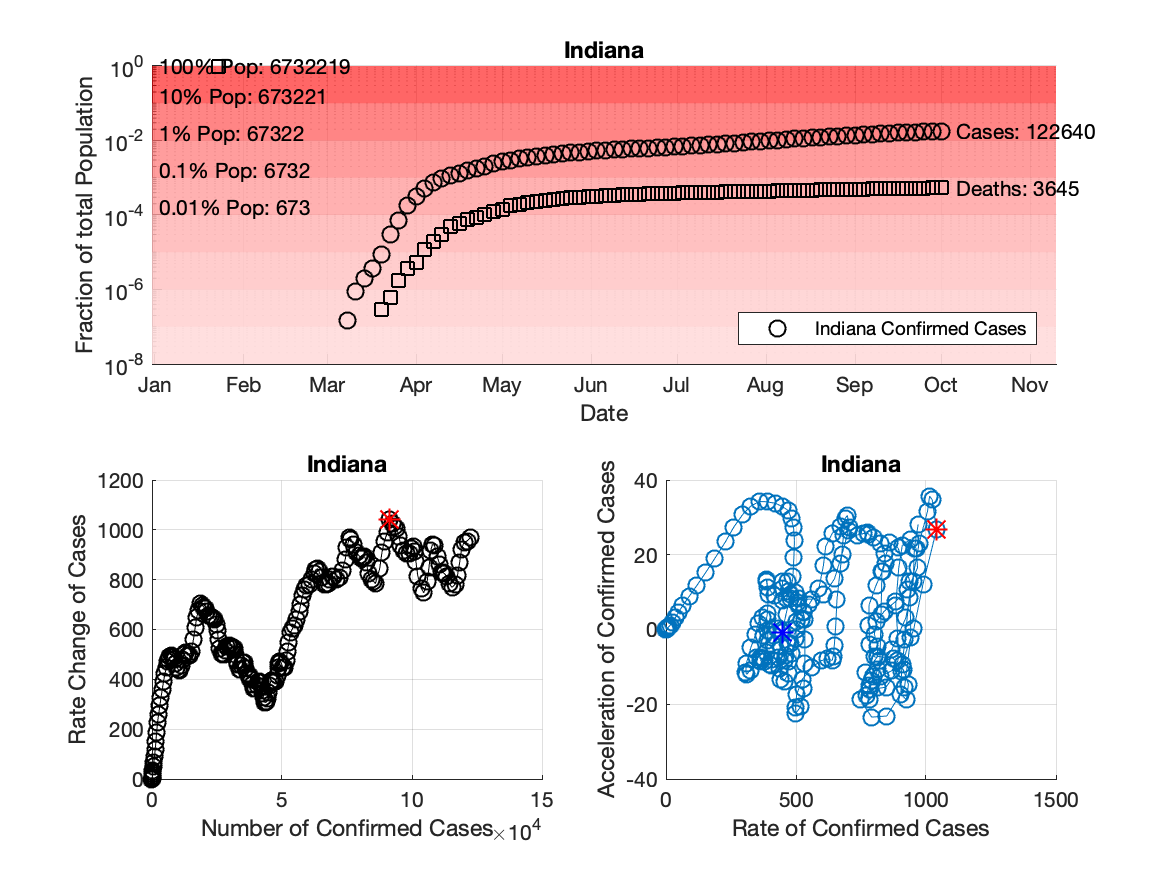 Indiana
Fraction of total Population
10^0
10^-2
10^-4
10^-6
10^-8
100% Pop: 6732219
10% Pop: 673221
1% Pop: 67322
0.1% Pop: 6732
0.01% Pop: 673
Cases: 122640
Deaths: 3645
Indiana Confirmed Cases
Jan Feb Mar Apr May Jun Jul Aug Sep Oct Nov
Date
Indiana
Rate Change of Cases
1200
1000
800
600
400
200
0
0 5 10 15
Number of Confirmed Cases ×10^4
Indiana
Acceleration of Confirmed Cases
40
20
0
-20
-40
0 500 1000 1500
Rate of Confirmed Cases